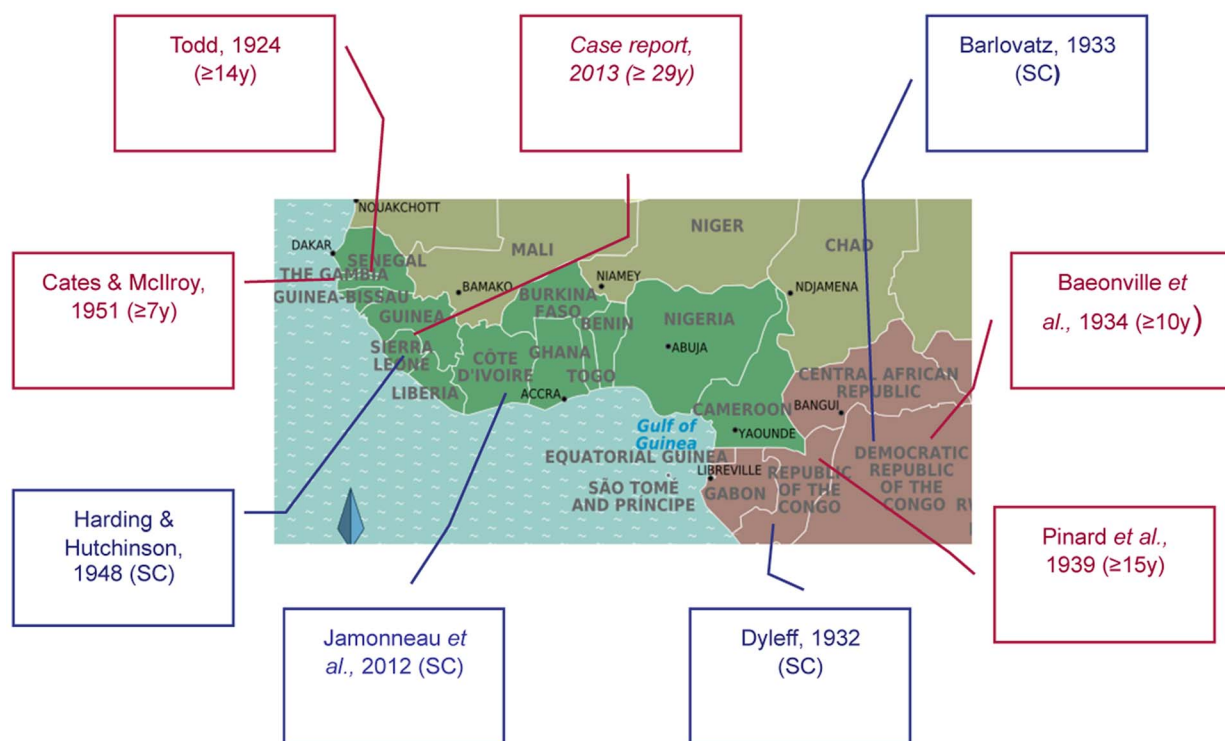 Todd, 1924
(≥14y)
Case report,
2013 (≥ 29y)
Barlovatz, 1933
(SC)
Cates & McIlroy,
1951 (≥7y)
Baeonville et
al., 1934 (≥10y)
Harding &
Hutchinson,
1948 (SC)
Jamonneau et
al., 2012 (SC)
Dyleff, 1932
(SC)
Pinard et al.,
1939 (≥15y)
NOUAKCHOTT
DAKAR
SENEGAL
THE GAMBIA
GUINEA-BISSAU
GUINEA
SIERRA
LEONE
LIBERIA
MALI
BAMAKO
BURKINA
FASO
CÔTE
D'IVOIRE
GHANA
ACCRA
TOGO
BENIN
NIAMEY
NIGER
NIGERIA
ABUJA
CHAD
NDJAMENA
CENTRAL AFRICAN
REPUBLIC
BANGUI
CAMEROON
YAOUNDE
Gulf of
Guinea
EQUATORIAL GUINEA
SÃO TOMÉ
AND PRÍNCIPE
LIBREVILLE
GABON
REPUBLIC
OF THE
CONGO
DEMOCRATIC
REPUBLIC
OF THE
CONGO
RW